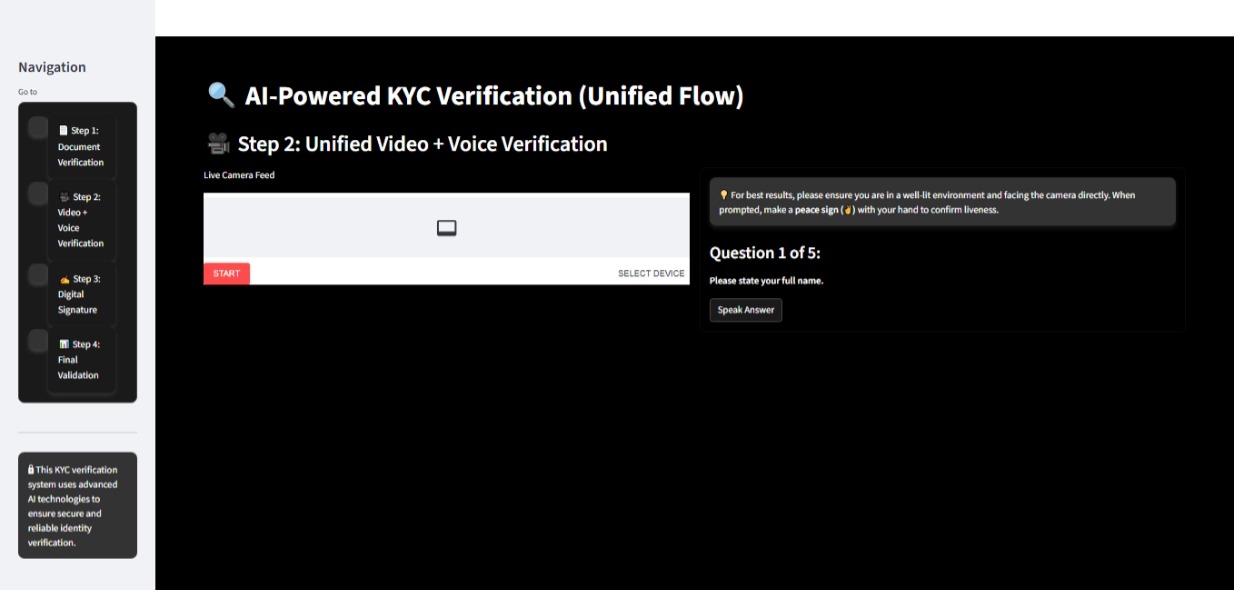 Navigation
Go to
📄 Step 1:
Document
Verification
🎥 Step 2:
Video +
Voice
Verification
✍️ Step 3:
Digital
Signature
📊 Step 4:
Final
Validation
🔒This KYC verification
system uses advanced
AI technologies to
ensure secure and
reliable identity
verification.
🔍 AI-Powered KYC Verification (Unified Flow)
🎥 Step 2: Unified Video + Voice Verification
Live Camera Feed
START
SELECT DEVICE
💡 For best results, please ensure you are in a well-lit environment and facing the camera directly. When
prompted, make a peace sign (✌️) with your hand to confirm liveness.
Question 1 of 5:
Please state your full name.
Speak Answer